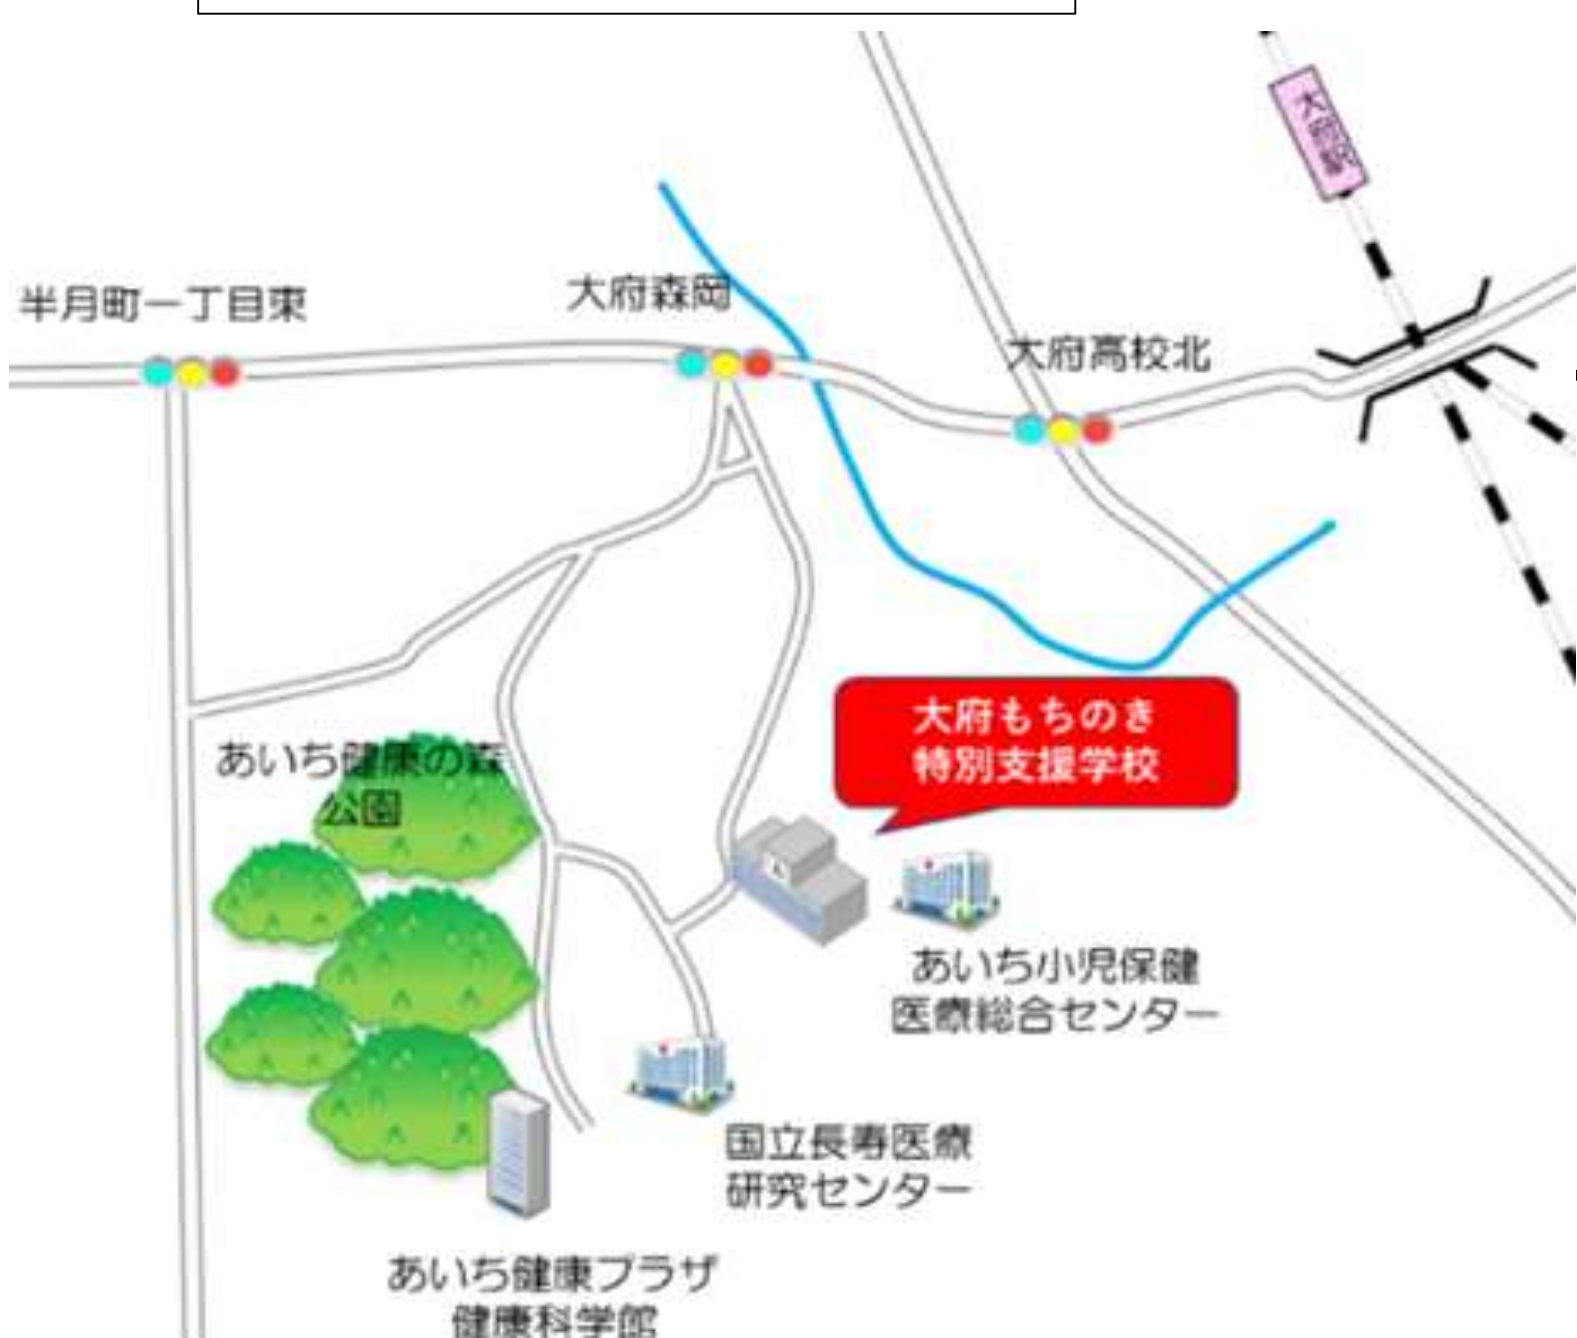 大府駅
半月町一丁目東
大府森岡
大府高校北
大府もちのき
特別支援学校
あいち健康の森
公園
あいち小児保健
医療総合センター
国立長寿医療
研究センター
あいち健康プラザ
健康科学館